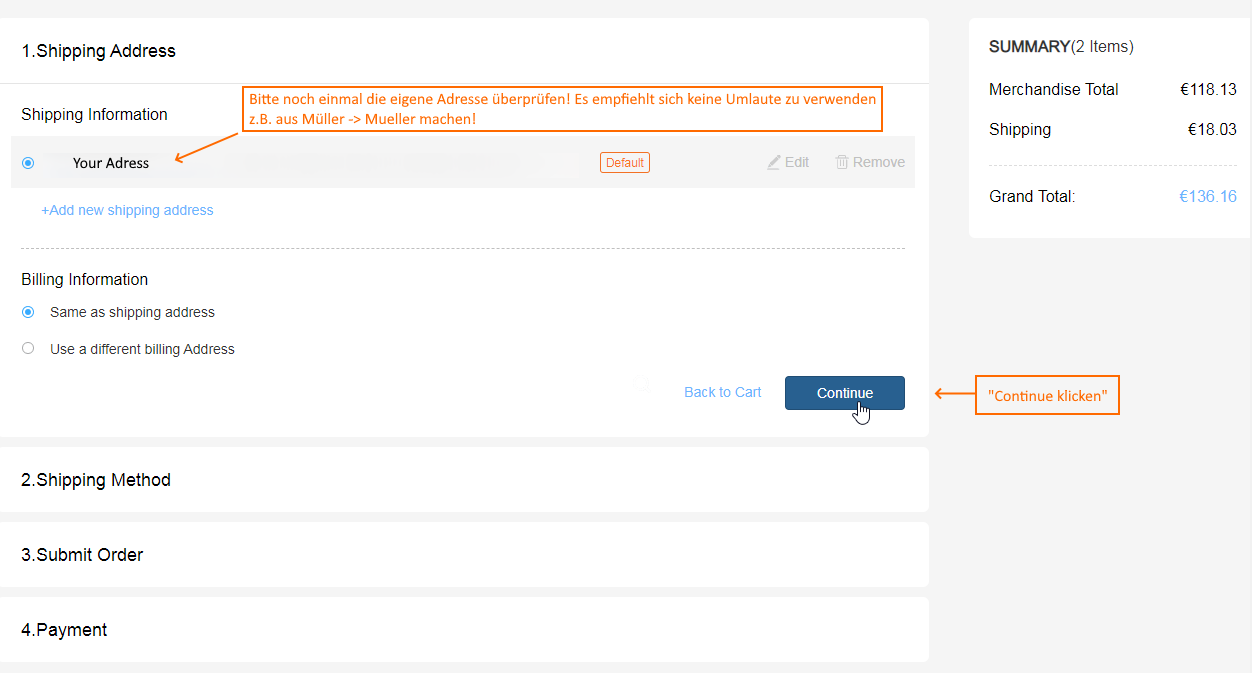 1.Shipping Address
Shipping Information
Bitte noch einmal die eigene Adresse überprüfen! Es empfiehlt sich keine Umlaute zu verwenden
z.B. aus Müller -> Mueller machen!
Your Adress
Default
Edit
Remove
+Add new shipping address
Billing Information
Same as shipping address
Use a different billing Address
Back to Cart
Continue
"Continue klicken"
2.Shipping Method
3.Submit Order
4.Payment
SUMMARY(2 Items)
Merchandise Total €118.13
Shipping €18.03
Grand Total: €136.16